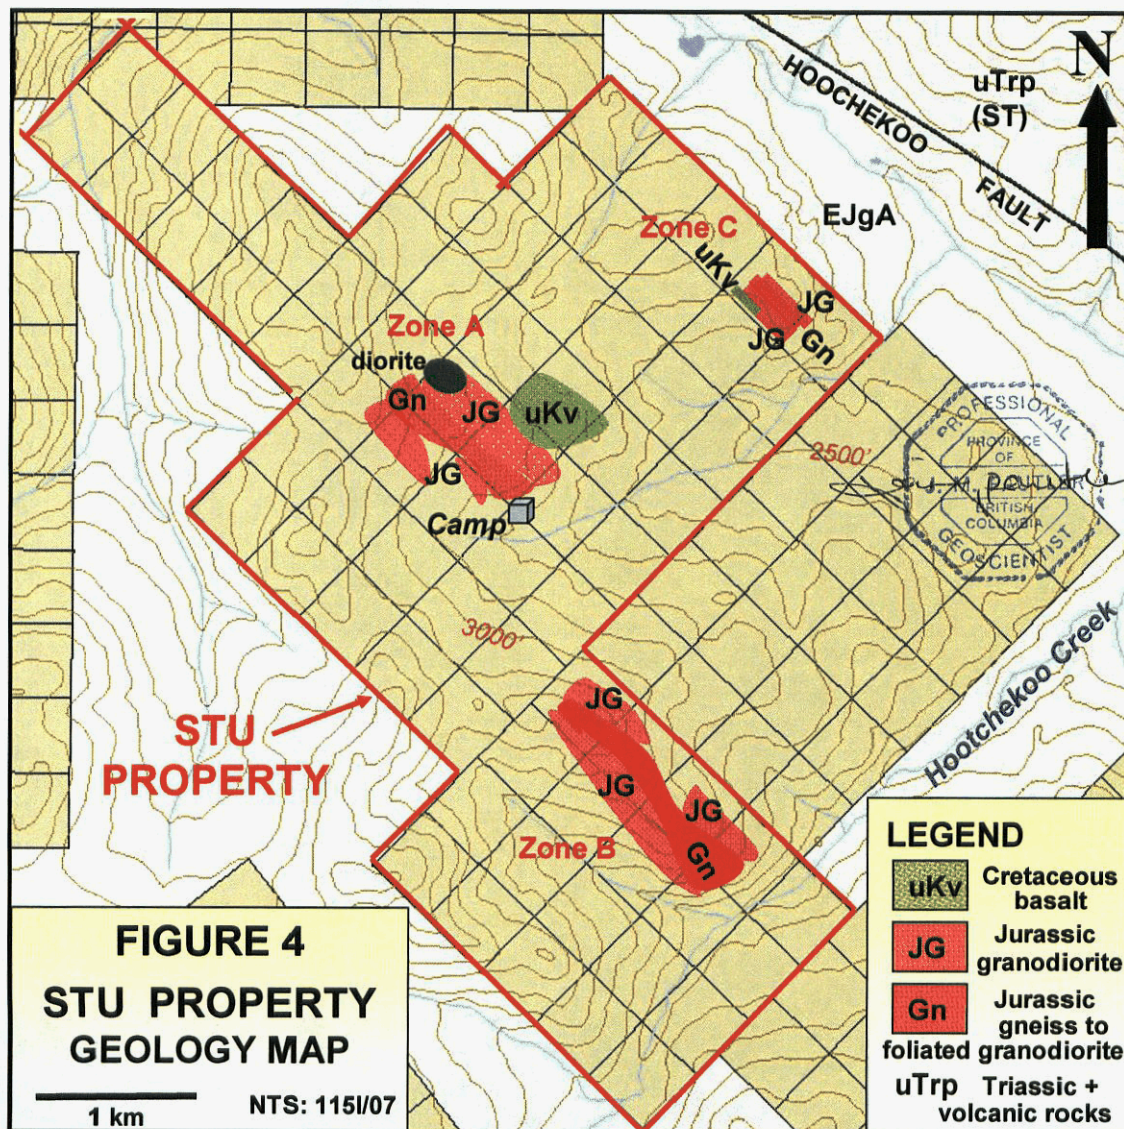 N
HOOCHEKOO
FAULT
uTrp
(ST)
EJgA
Zone C
uKv
JG
JG
Gn
Zone A
diorite
Gn
JG
uKv
JG
Camp
2500'
PROFESSIONAL
PROVINCE
OF
BRITISH
COLUMBIA
GEOSCIENTIST
3000'
Hootchekoo Creek
STU
PROPERTY
JG
JG
JG
Gn
Zone B
LEGEND
uKv Cretaceous
basalt
JG Jurassic
granodiorite
Gn Jurassic
gneiss to
foliated granodiorite
uTrp Triassic +
volcanic rocks
FIGURE 4
STU PROPERTY
GEOLOGY MAP
1 km
NTS: 115I/07